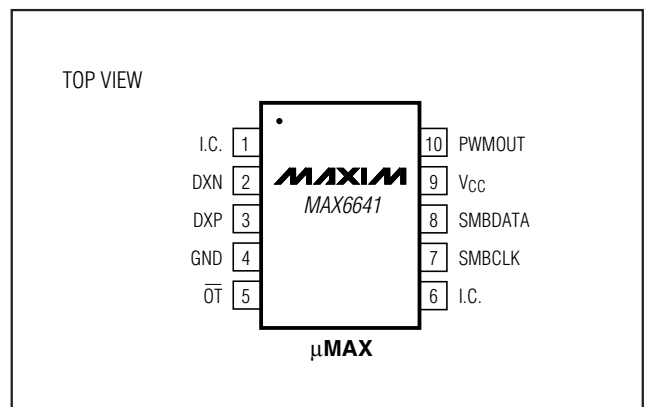 TOP VIEW
I.C. 1
DXN 2
DXP 3
GND 4
O̅T̅ 5
MAXIM
MAX6641
10 PWMOUT
9 VCC
8 SMBDATA
7 SMBCLK
6 I.C.
μMAX